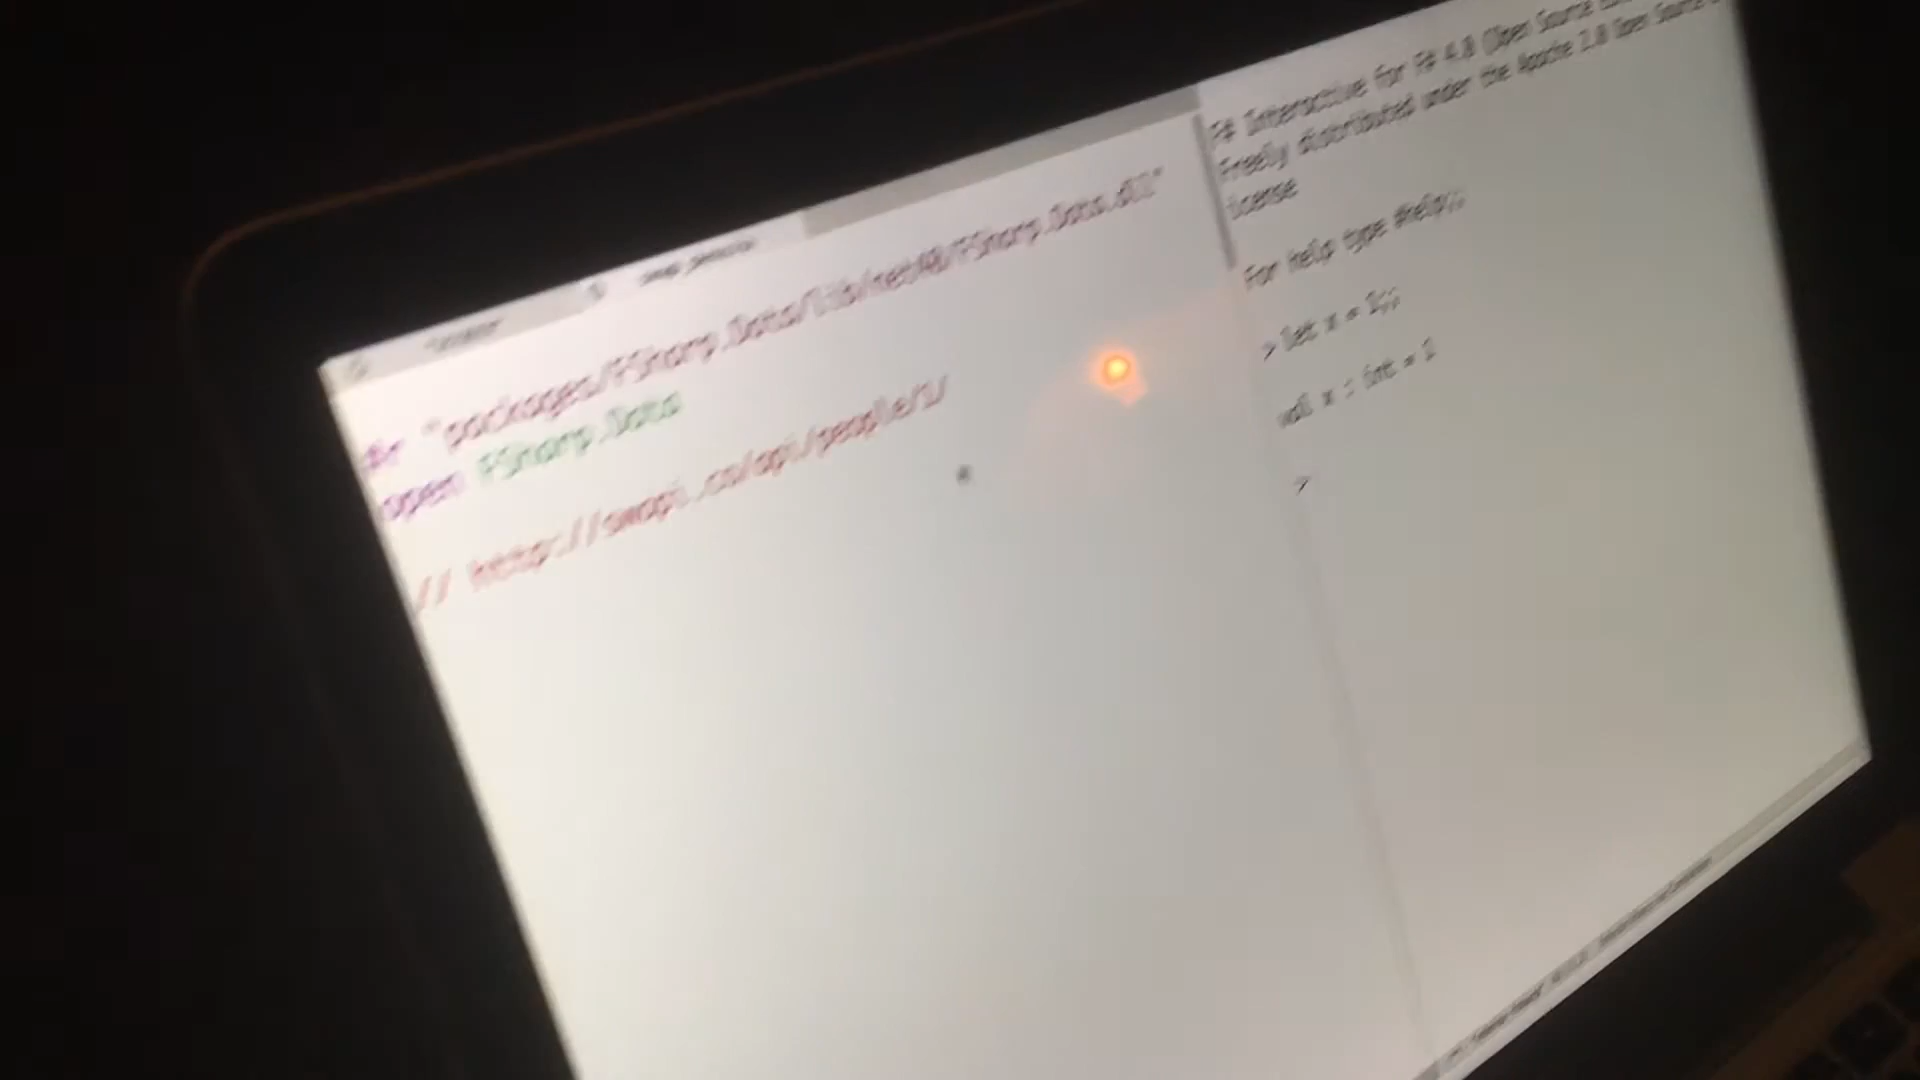 #r "packages/FSharp.Data/lib/net40/FSharp.Data.dll"
open FSharp.Data
// http://swapi.co/api/people/1/
F# Interactive for F# 4.0 (Open Source
Freely distributed under the Apache 2.0 Open Source
icense
For help type #help;;
> let x = 1;;
val x : int = 1
>